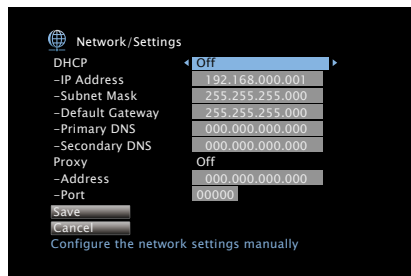 Network/Settings
DHCP Off
-IP Address 192.168.000.001
-Subnet Mask 255.255.255.000
-Default Gateway 255.255.255.000
-Primary DNS 000.000.000.000
-Secondary DNS 000.000.000.000
Proxy Off
-Address 000.000.000.000
-Port 00000
Save
Cancel
Configure the network settings manually